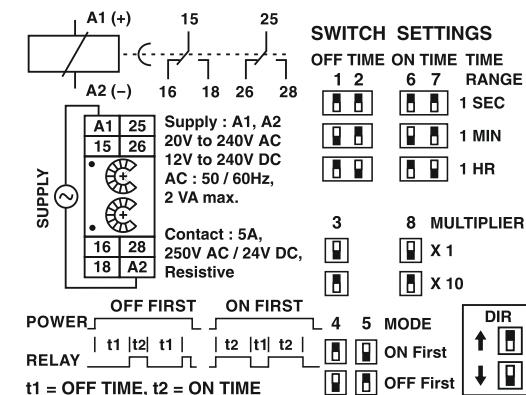 A1 (+)
15
25
A2 (–)
16
18
26
28
SUPPLY
A1
25
15
26
16
28
18
A2
Supply : A1, A2
20V to 240V AC
12V to 240V DC
AC : 50 / 60Hz,
2 VA max.
Contact : 5A,
250V AC / 24V DC,
Resistive
OFF FIRST
ON FIRST
POWER
t1
t2
t1
t2
t1
t2
RELAY
t1 = OFF TIME, t2 = ON TIME
SWITCH SETTINGS
OFF TIME ON TIME TIME
1 2 6 7 RANGE
1 SEC
1 MIN
1 HR
3 8 MULTIPLIER
X 1
X 10
4 5 MODE
ON First
OFF First
DIR